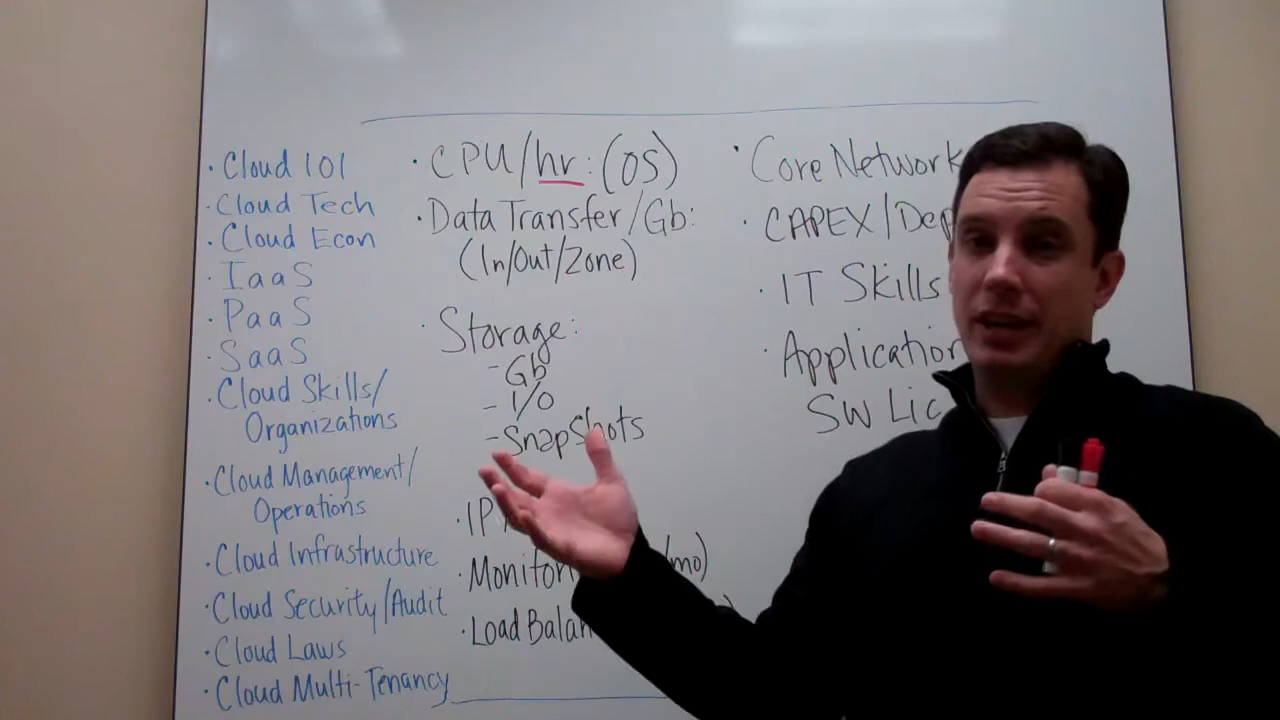 · Cloud 101
· Cloud Tech
· Cloud Econ
· IaaS
· PaaS
· SaaS
· Cloud Skills/
Organizations
· Cloud Management/
Operations
· Cloud Infrastructure
· Cloud Security/Audit
· Cloud Laws
· Cloud Multi-Tenancy
· CPU/hr: (OS)
· Data Transfer/Gb:
(In/Out/Zone)
· Storage:
- Gb
- I/O
- SnapShots
· IP
· Monitor /mo)
· Load Balan
· Core Network
· CAPEX/Dep
· IT Skills
· Application
SW Lic